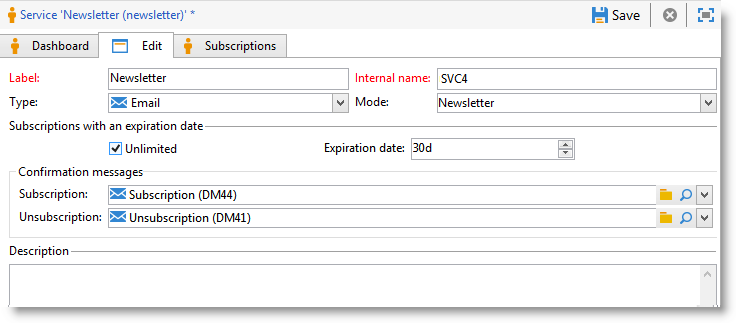 Service 'Newsletter (newsletter)' * Save
Dashboard Edit Subscriptions
Label: Newsletter Internal name: SVC4
Type: Email Mode: Newsletter
Subscriptions with an expiration date
Unlimited Expiration date: 30d
Confirmation messages
Subscription: Subscription (DM44)
Unsubscription: Unsubscription (DM41)
Description